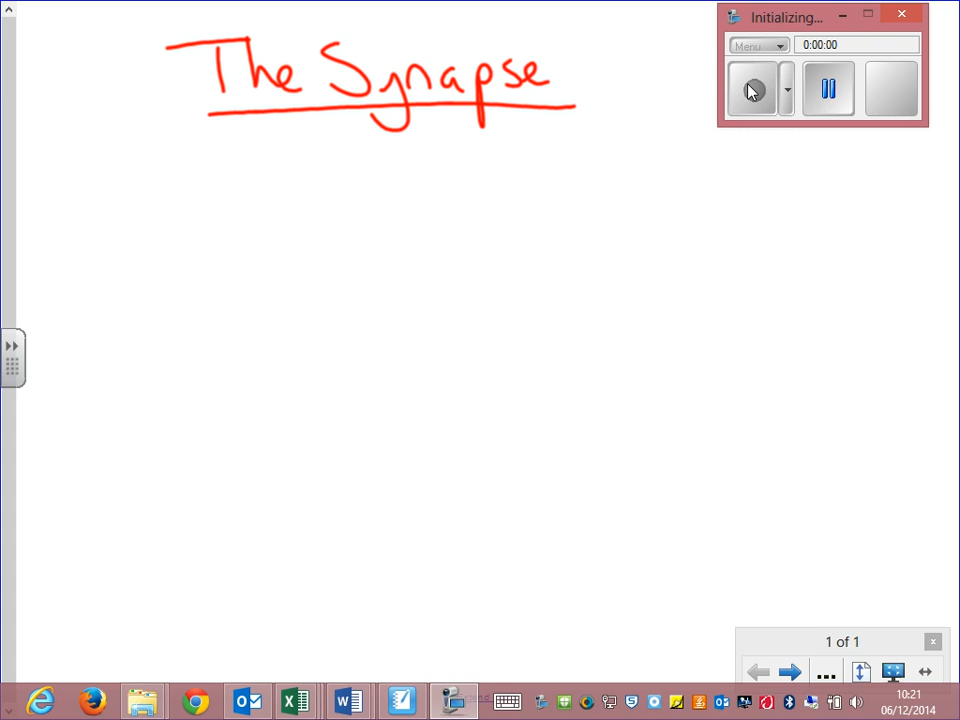 The Synapse
Initializing...
Menu
0:00:00
1 of 1
...
10:21
06/12/2014